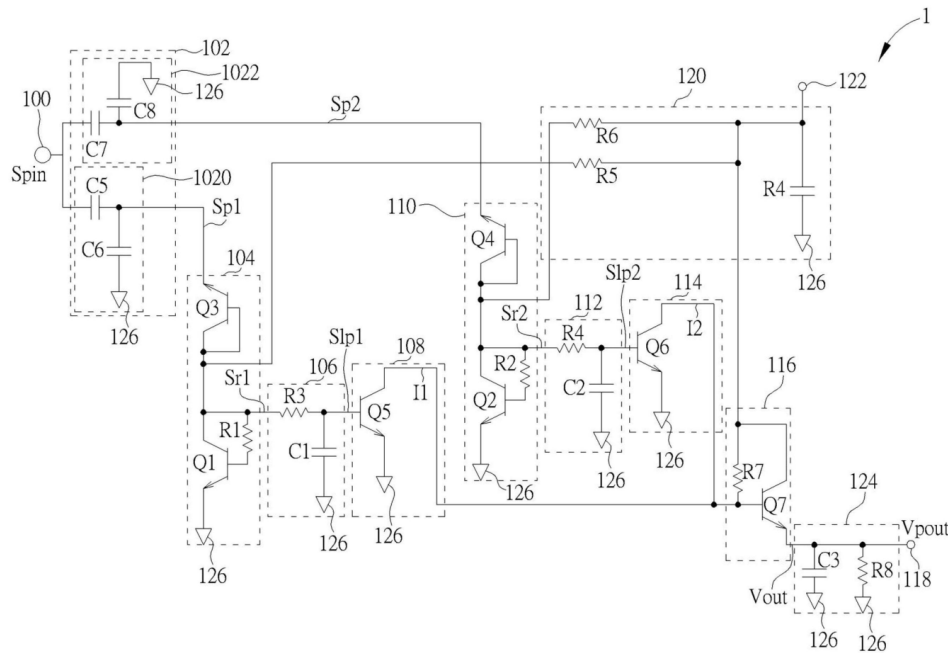 1
102
1022
126
C8
100
C7
Spin
Sp2
120
122
R6
R5
R4
126
1020
C5
Sp1
C6
126
104
Q3
110
Q4
Sr1
106
Slp1
108
R3
I1
Q5
R1
C1
Q1
126
126
126
Sr2
112
Slp2
114
R4
I2
Q6
R2
C2
Q2
126
126
126
116
R7
Q7
124
Vpout
118
C3
R8
Vout
126
126